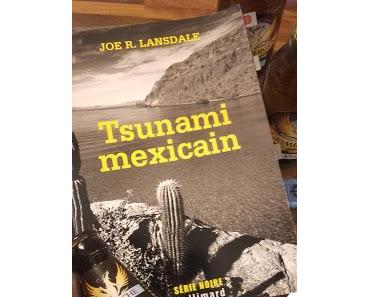 JOE R. LANSDALE
Tsunami
mexicain
SÉRIE NOIRE